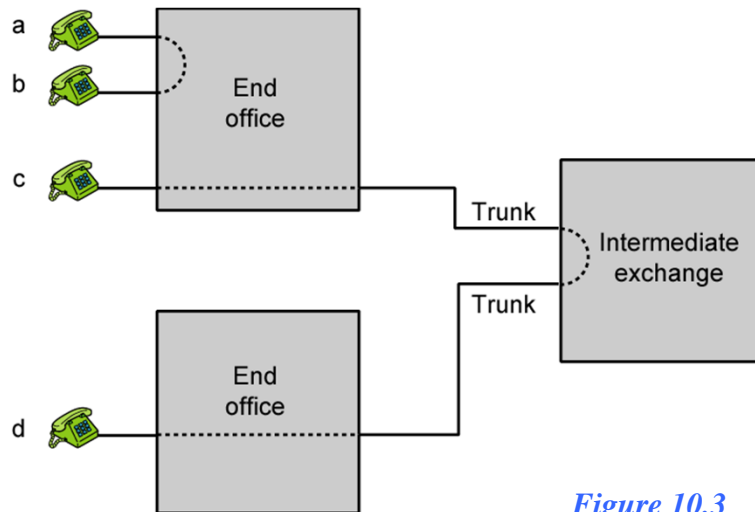 a
b
End
office
c
Trunk
Intermediate
exchange
Trunk
End
office
d
Figure 10.3